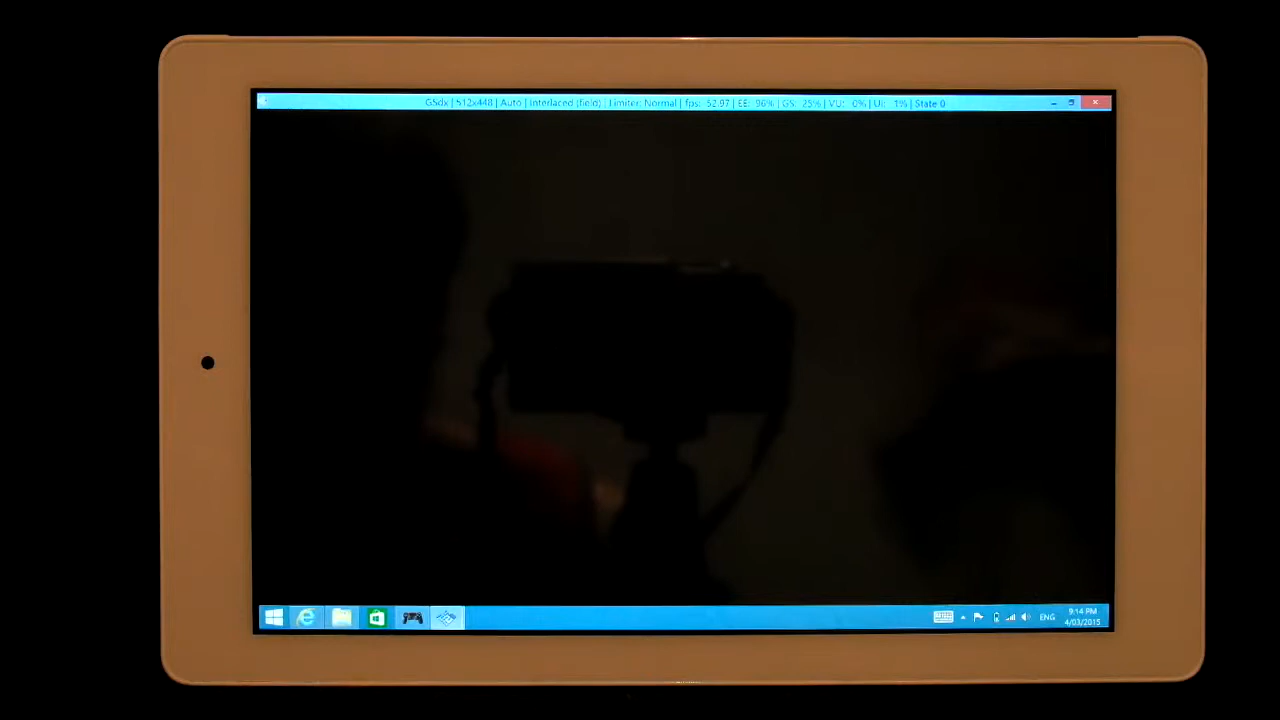 GSdx | 512x448 | Auto | Interlaced (field) | Limiter: Normal | fps: 52.97 | EE: 96% | GS: 25% | VU: 0% | UI: 1% | State 0
ENG
9:14 PM
4/03/2015